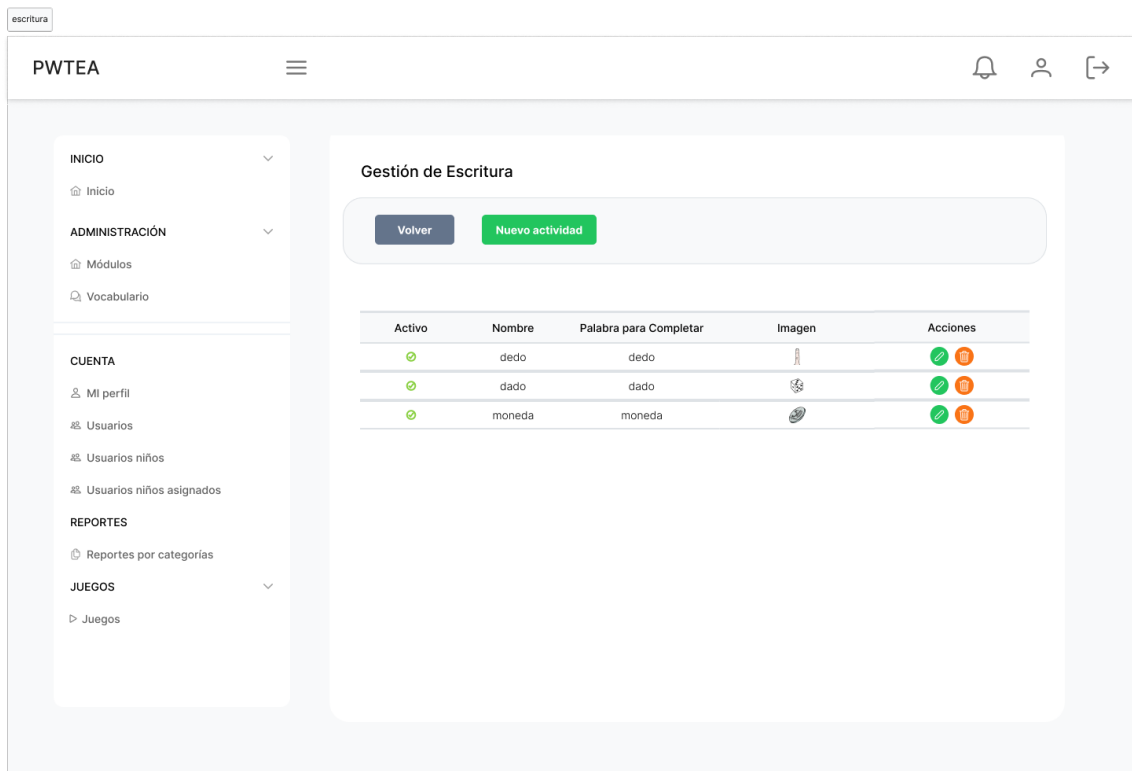 escritura
PWTEA
INICIO
Inicio
ADMINISTRACIÓN
Módulos
Vocabulario
CUENTA
MI perfil
Usuarios
Usuarios niños
Usuarios niños asignados
REPORTES
Reportes por categorías
JUEGOS
Juegos
Gestión de Escritura
Volver Nuevo actividad
Activo Nombre Palabra para Completar Imagen Acciones
dedo dedo
dado dado
moneda moneda